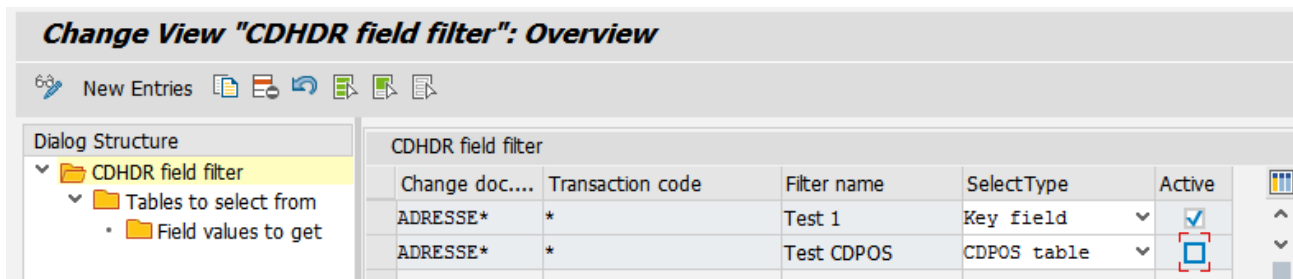 Change View "CDHDR field filter": Overview
New Entries
Dialog Structure
CDHDR field filter
Tables to select from
Field values to get
CDHDR field filter
Change doc.... Transaction code Filter name SelectType Active
ADRESSE* * Test 1 Key field
ADRESSE* * Test CDPOS CDPOS table